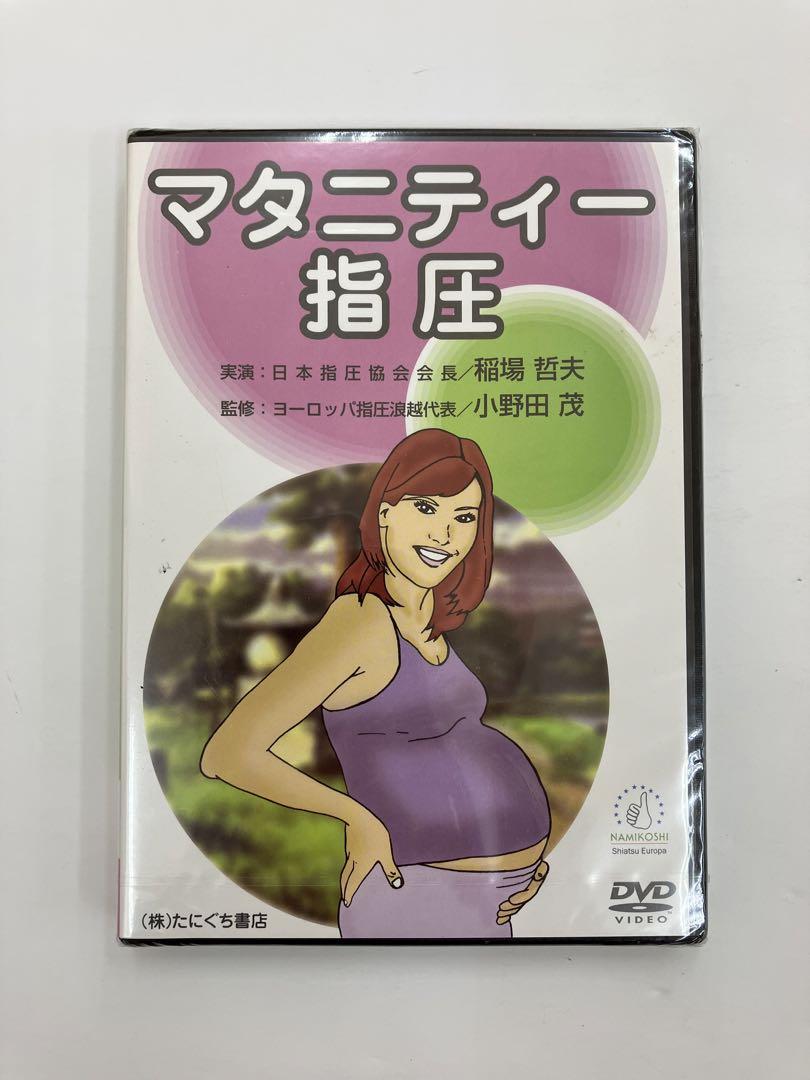 マタニティー
指圧
実演：日本指圧協会会長／稲場 哲夫
監修：ヨーロッパ指圧浪越代表／小野田 茂
NAMIKOSHI
Shiatsu Europa
DVD
VIDEO
(株)たにぐち書店